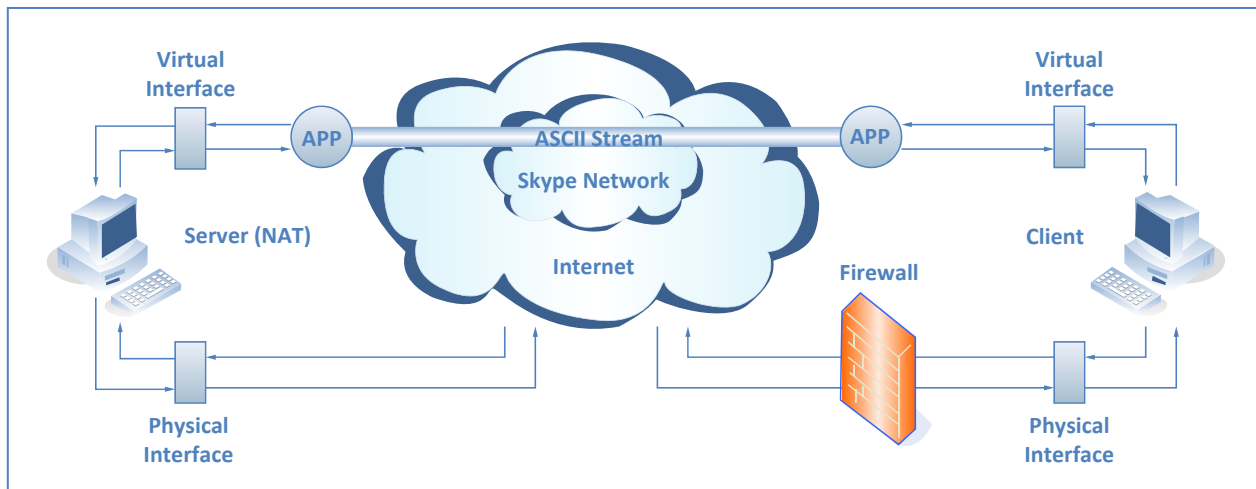 Virtual
Interface
Virtual
Interface
APP
ASCII Stream
APP
Skype Network
Server (NAT)
Client
Internet
Firewall
Physical
Interface
Physical
Interface